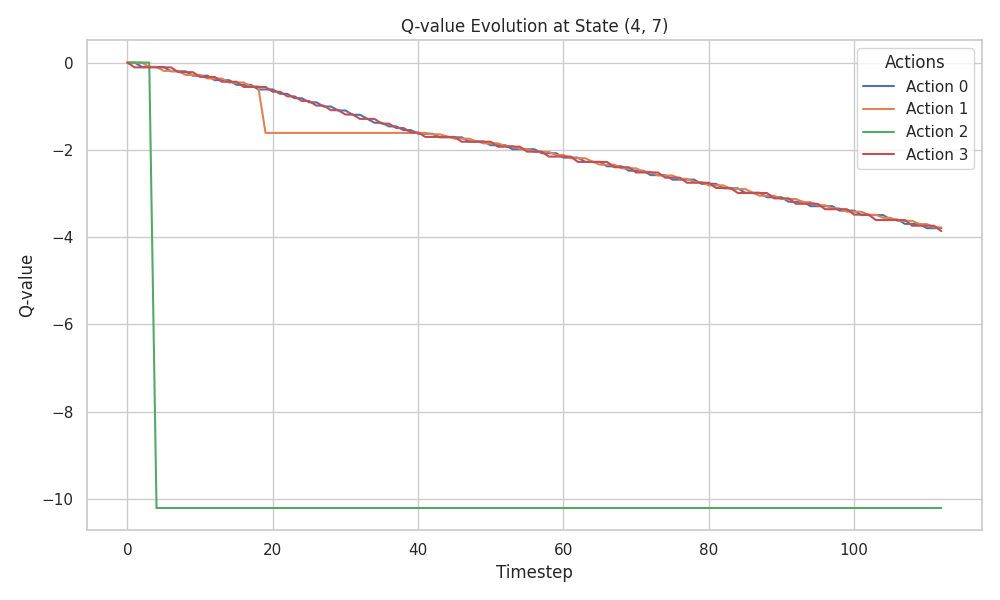 Q-value Evolution at State (4, 7)
Actions
Action 0
Action 1
Action 2
Action 3
Q-value
0
−2
−4
−6
−8
−10
0 20 40 60 80 100
Timestep